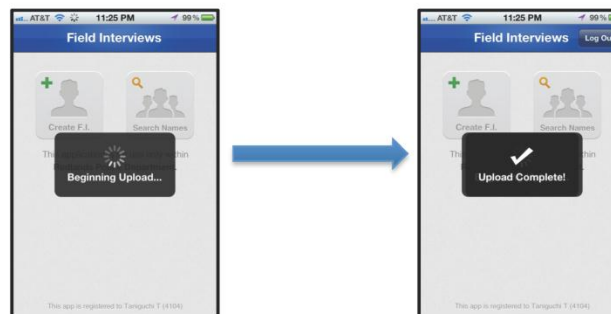 AT&T 11:25 PM 99%
Field Interviews
Create F.I. Search Names
Beginning Upload...
This app is registered to Taniguchi T (4104)
AT&T 11:25 PM 99%
Field Interviews Log Ou
Create F.I. Search Names
Upload Complete!
This app is registered to Taniguchi T (4104)